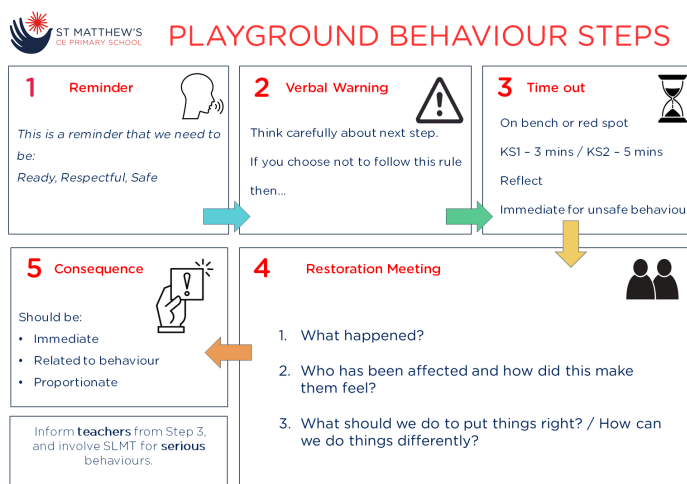 ST MATTHEW'S
CE PRIMARY SCHOOL
PLAYGROUND BEHAVIOUR STEPS
1 Reminder
This is a reminder that we need to
be:
Ready, Respectful, Safe
2 Verbal Warning
Think carefully about next step.
If you choose not to follow this rule
then...
3 Time out
On bench or red spot
KS1 – 3 mins / KS2 – 5 mins
Reflect
Immediate for unsafe behaviou
4 Restoration Meeting
1. What happened?
2. Who has been affected and how did this make
them feel?
3. What should we do to put things right? / How can
we do things differently?
5 Consequence
Should be:
• Immediate
• Related to behaviour
• Proportionate
Inform teachers from Step 3,
and involve SLMT for serious
behaviours.